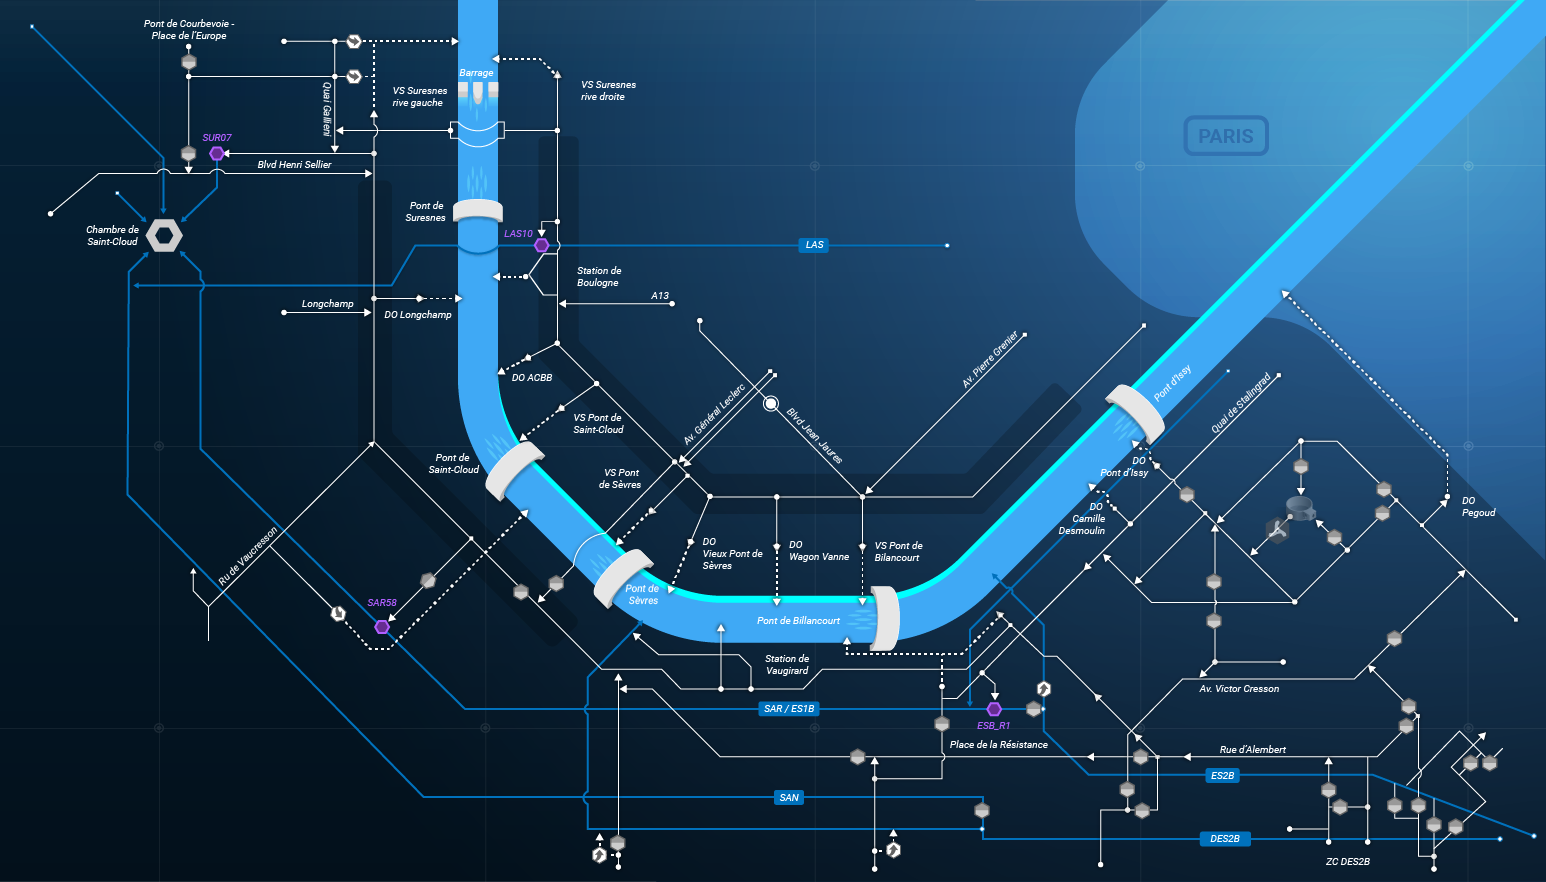 Pont de Courbevoie -
Place de l'Europe
Barrage
VS Suresnes
rive gauche
VS Suresnes
rive droite
Quai Gallieni
SUR07
Blvd Henri Sellier
PARIS
Pont de
Suresnes
Chambre de
Saint-Cloud
LAS10
LAS
Station de
Boulogne
A13
Longchamp
DO Longchamp
DO ACBB
VS Pont de
Saint-Cloud
Av. Général Leclerc
Blvd Jean Jaures
Av. Pierre Grenier
Pont d'Issy
Quai de Stalingrad
Pont de
Saint-Cloud
VS Pont
de Sèvres
DO
Pont d'Issy
DO
Camille
Desmoulin
DO
Pegoud
Ru de Vaucresson
DO
Vieux Pont de
Sèvres
DO
Wagon Vanne
VS Pont de
Bilancourt
SAR58
Pont de
Sèvres
Pont de Billancourt
Station de
Vaugirard
Av. Victor Cresson
SAR / ES1B
ESB_R1
Place de la Résistance
Rue d'Alembert
ES2B
SAN
DES2B
ZC DES2B